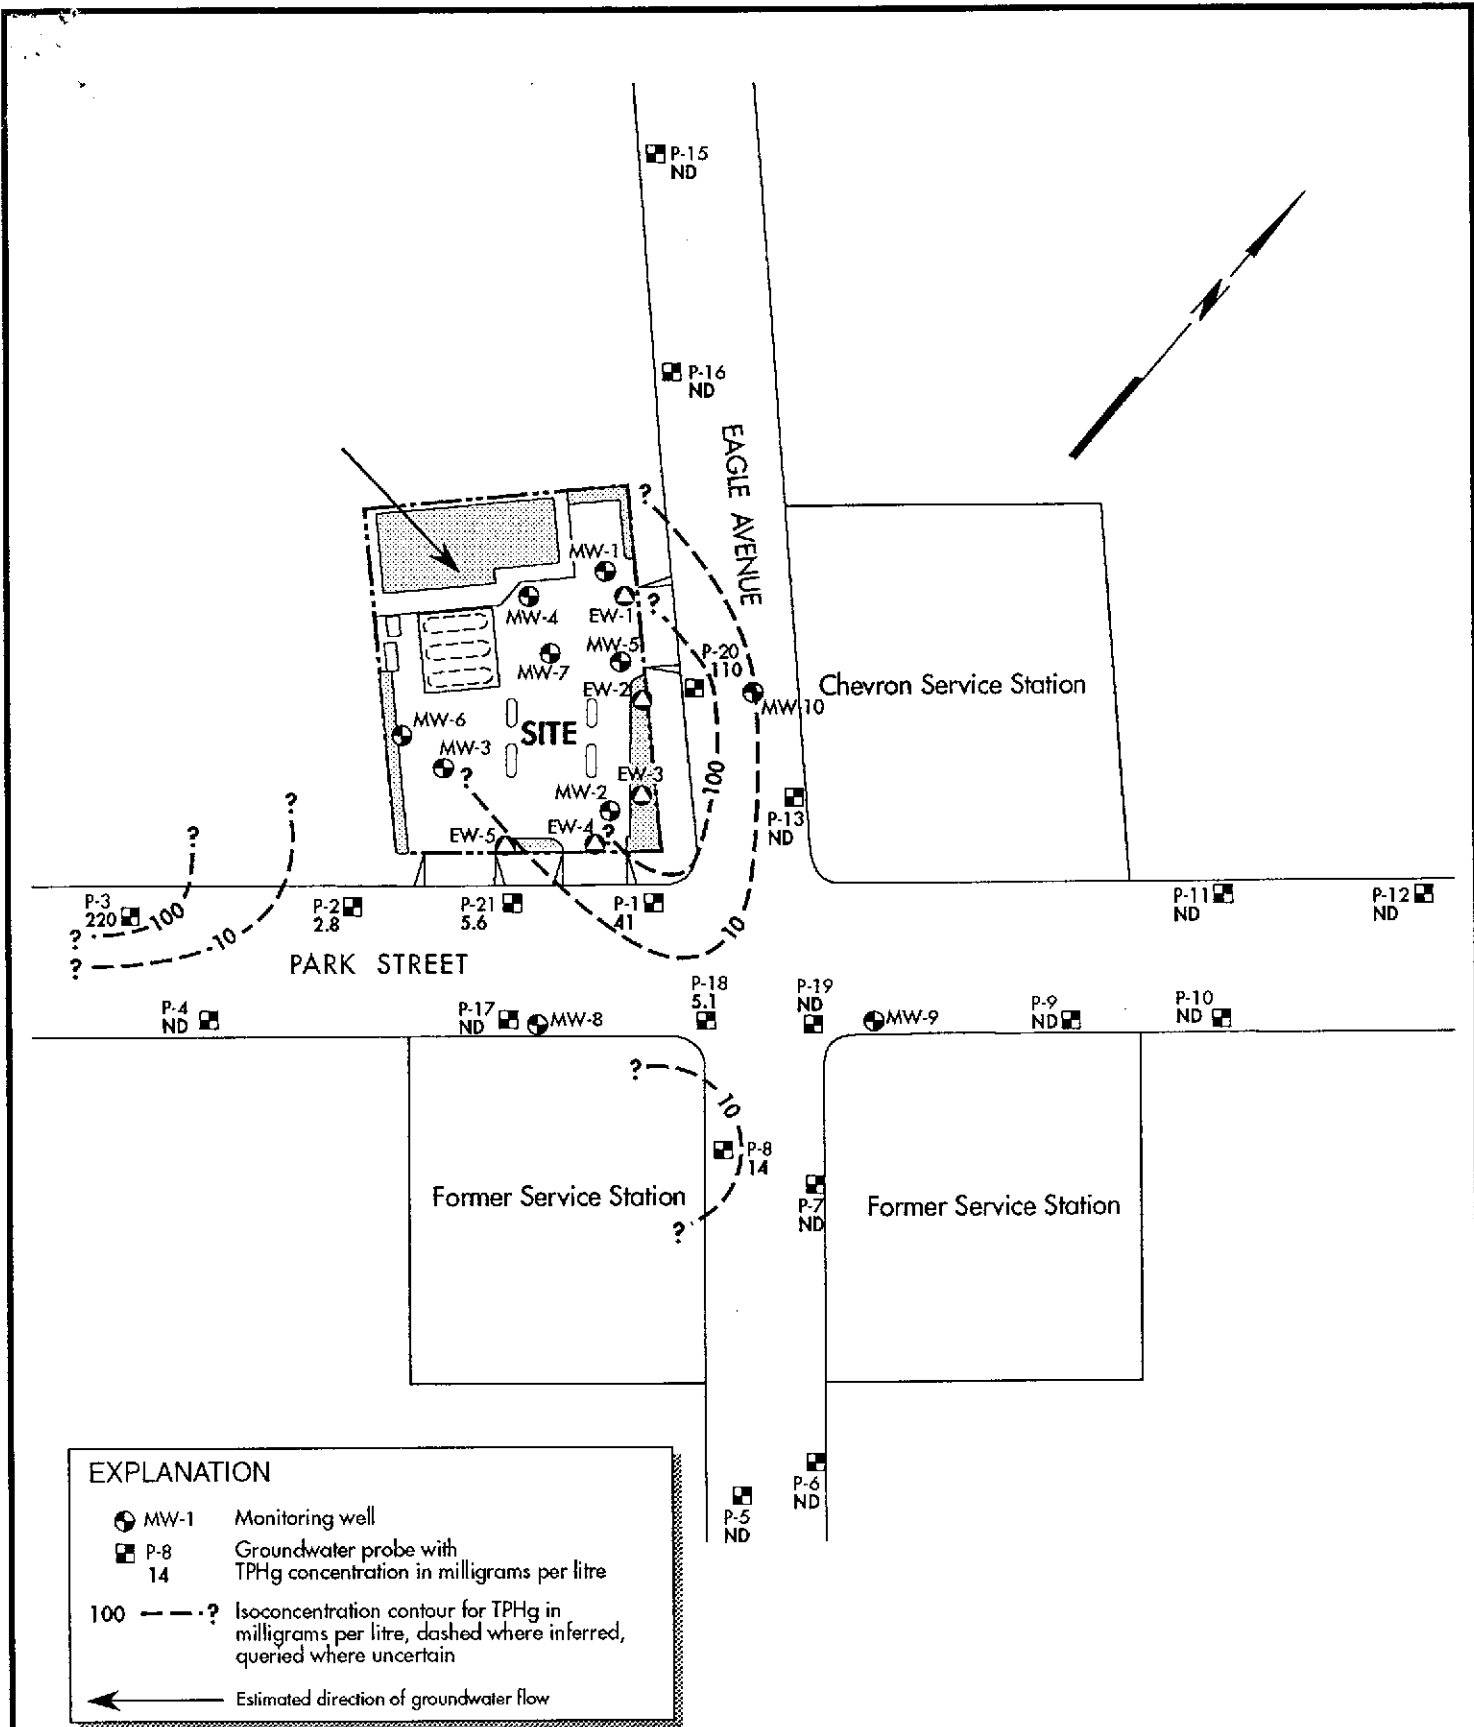 P-15
ND
P-16
ND
EAGLE AVENUE
N
?
MW-1
MW-4
EW-1
?
MW-5
P-20
110
MW-7
EW-2
MW-10
Chevron Service Station
MW-6
SITE
MW-3
?
EW-3
100
MW-2
P-13
ND
EW-5
EW-4
?
?
?
P-3
220
100
?
10
?
P-2
2.8
P-21
5.6
P-1
41
10
P-11
ND
P-12
ND
PARK STREET
P-4
ND
P-17
ND
MW-8
P-18
5.1
P-19
ND
MW-9
P-9
ND
P-10
ND
?
10
P-8
14
?
Former Service Station
P-7
ND
Former Service Station
P-5
ND
P-6
ND
EXPLANATION
MW-1 Monitoring well
P-8 Groundwater probe with
14 TPHg concentration in milligrams per litre
100 ? Isoconcentration contour for TPHg in
milligrams per litre, dashed where inferred,
queried where uncertain
Estimated direction of groundwater flow